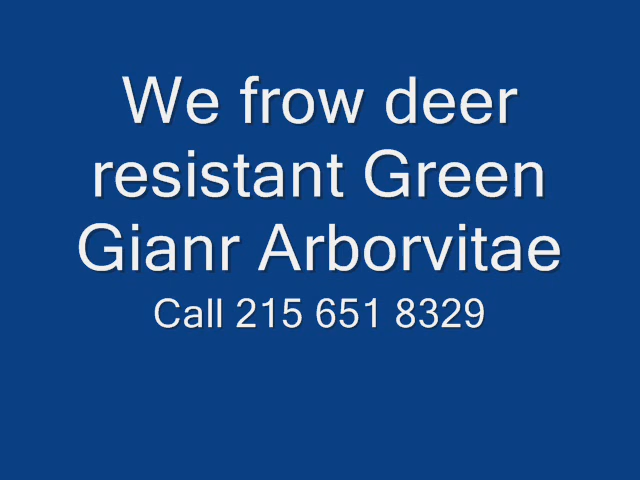 We frow deer
resistant Green
Gianr Arborvitae
Call 215 651 8329